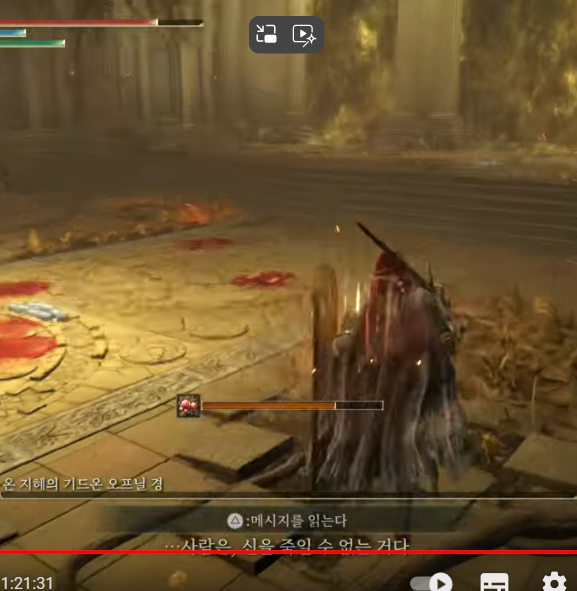 온 지혜의 기드온 오프닐 경
△:메시지를 읽는다
…사람은, 신을 죽일 수 없는 거다
1:21:31